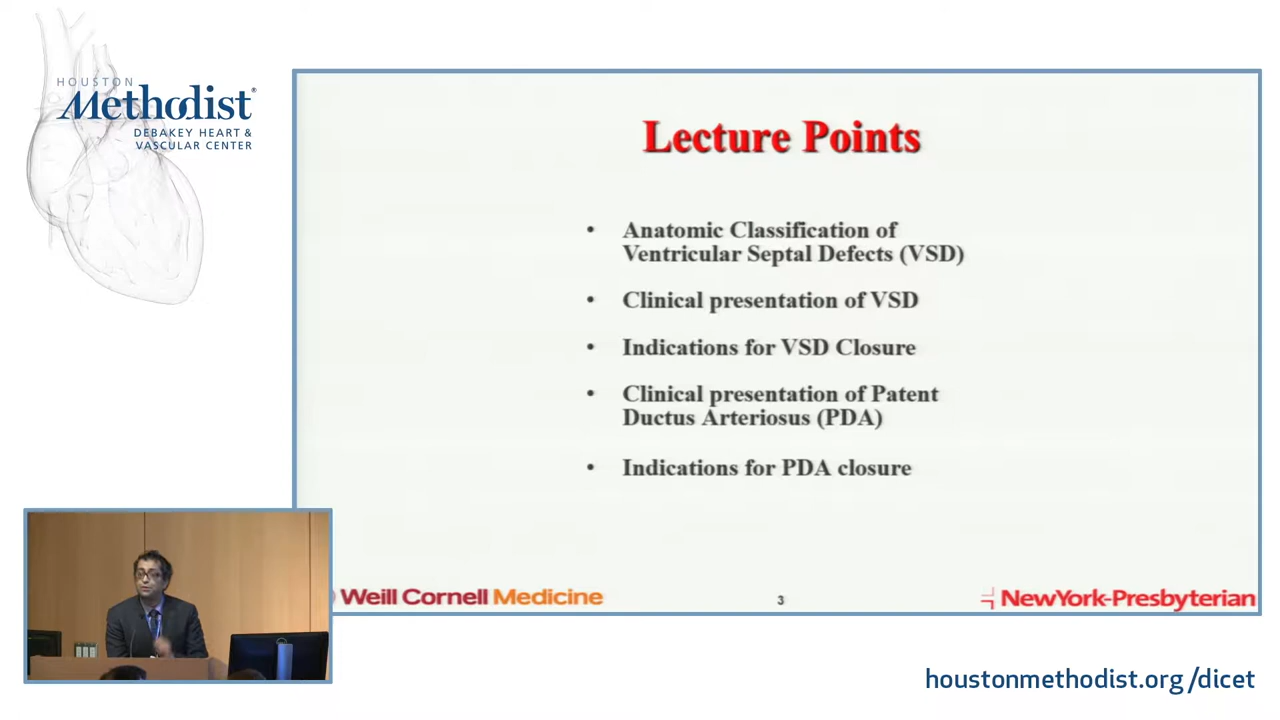 HOUSTON
Methodist®
DEBAKEY HEART &
VASCULAR CENTER
Lecture Points
• Anatomic Classification of
Ventricular Septal Defects (VSD)
• Clinical presentation of VSD
• Indications for VSD Closure
• Clinical presentation of Patent
Ductus Arteriosus (PDA)
• Indications for PDA closure
Weill Cornell Medicine
3
NewYork-Presbyterian
houstonmethodist.org/dicet